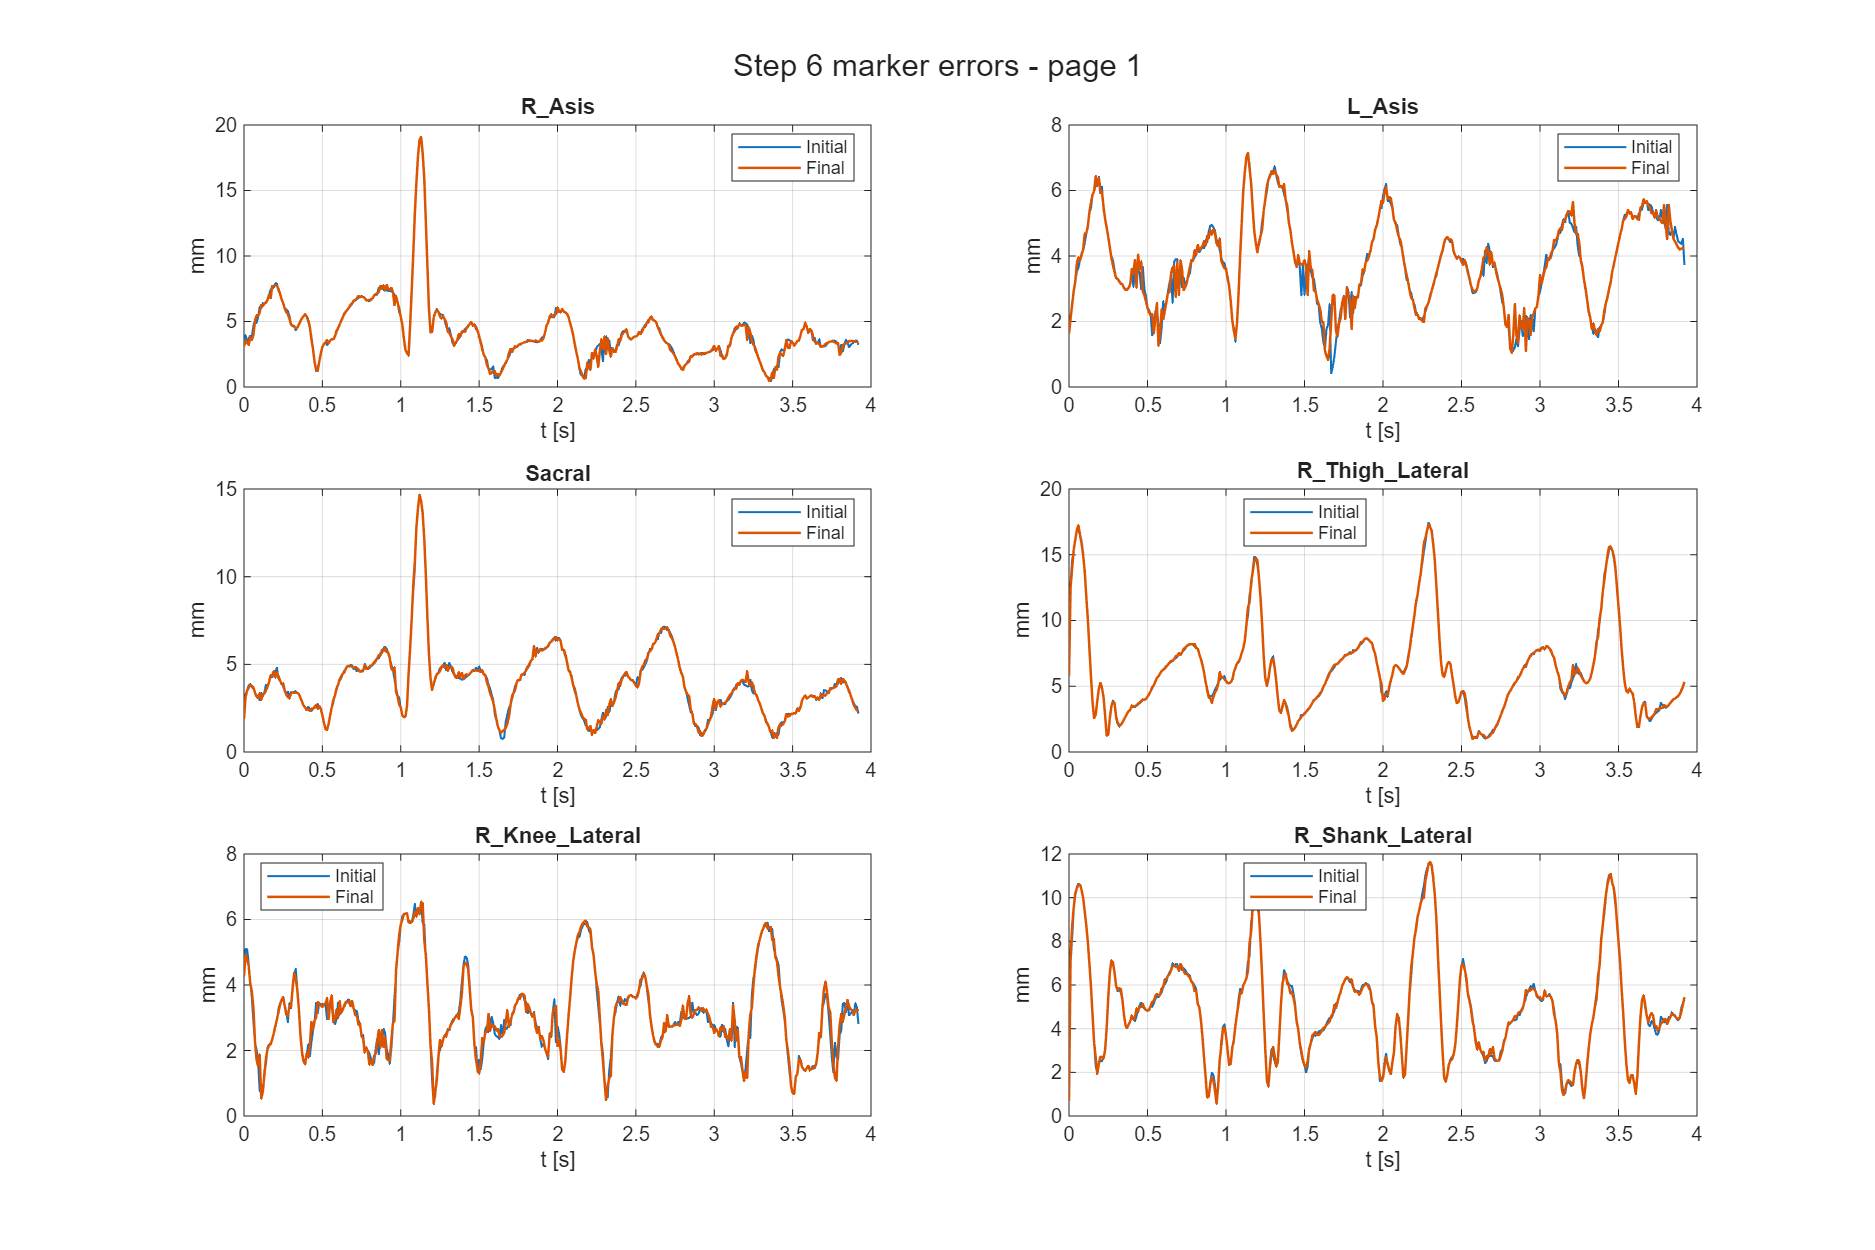 Step 6 marker errors - page 1
R_Asis
20
15
10
5
0
mm
0 0.5 1 1.5 2 2.5 3 3.5 4
t [s]
Initial
Final
L_Asis
8
6
4
2
0
mm
0 0.5 1 1.5 2 2.5 3 3.5 4
t [s]
Initial
Final
Sacral
15
10
5
0
mm
0 0.5 1 1.5 2 2.5 3 3.5 4
t [s]
Initial
Final
R_Thigh_Lateral
20
15
10
5
0
mm
0 0.5 1 1.5 2 2.5 3 3.5 4
t [s]
Initial
Final
R_Knee_Lateral
8
6
4
2
0
mm
0 0.5 1 1.5 2 2.5 3 3.5 4
t [s]
Initial
Final
R_Shank_Lateral
12
10
8
6
4
2
0
mm
0 0.5 1 1.5 2 2.5 3 3.5 4
t [s]
Initial
Final